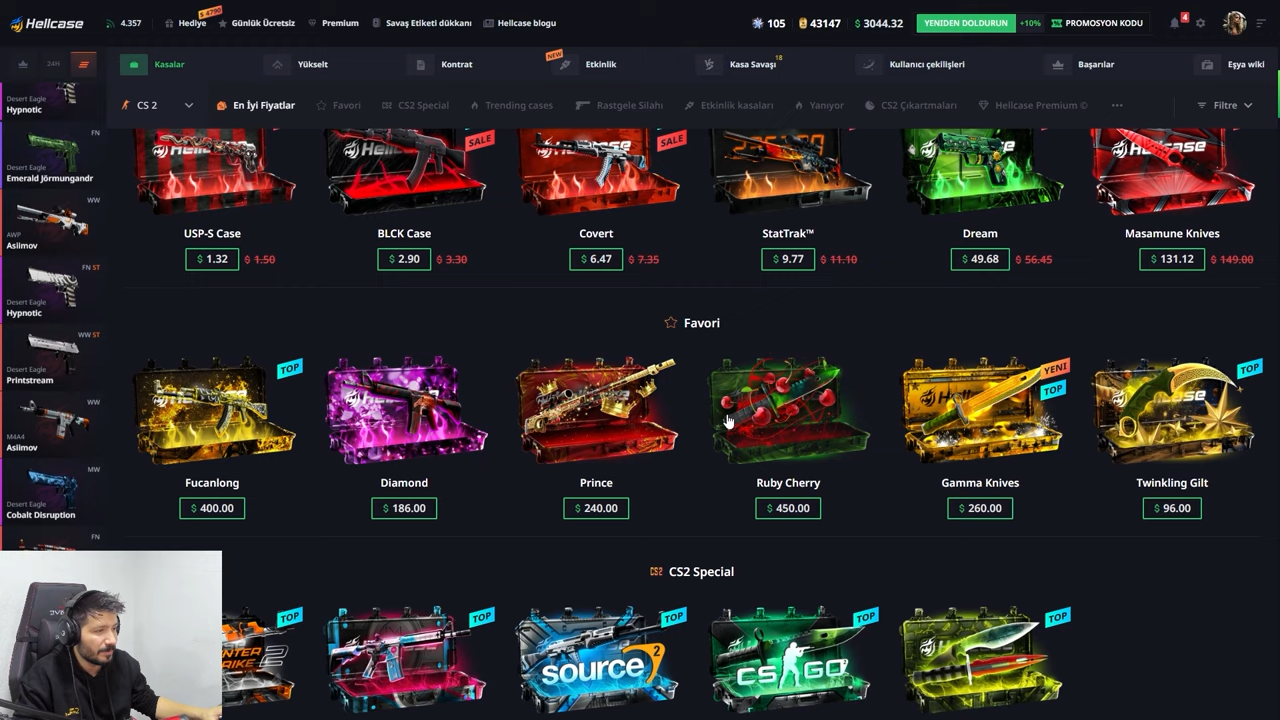 Hellcase
4.357
Hediye
$ 4790
Günlük Ücretsiz
Premium
Savaş Etiketi dükkanı
Hellcase blogu
105
43147
$ 3044.32
YENİDEN DOLDURUN
+10%
PROMOSYON KODU
4
24H
Kasalar
Yükselt
Kontrat
NEW
Etkinlik
Kasa Savaşı
18
Kullanıcı çekilişleri
Başarılar
Eşya wiki
CS 2
En İyi Fiyatlar
Favori
CS2 Special
Trending cases
Rastgele Silahı
Etkinlik kasaları
Yanıyor
CS2 Çıkartmaları
Hellcase Premium ©
Filtre
Desert Eagle
Hypnotic
FN
Desert Eagle
Emerald Jörmungandr
WW
AWP
Asiimov
FN ST
Desert Eagle
Hypnotic
WW ST
Desert Eagle
Printstream
WW
M4A4
Asiimov
MW
Desert Eagle
Cobalt Disruption
FN
SALE
SALE
USP-S Case
BLCK Case
Covert
StatTrak™
Dream
Masamune Knives
$ 1.32 $ 1.50
$ 2.90 $ 3.30
$ 6.47 $ 7.35
$ 9.77 $ 11.10
$ 49.68 $ 56.45
$ 131.12 $ 149.00
Favori
TOP
YENİ
TOP
TOP
Fucanlong
Diamond
Prince
Ruby Cherry
Gamma Knives
Twinkling Gilt
$ 400.00
$ 186.00
$ 240.00
$ 450.00
$ 260.00
$ 96.00
CS2 CS2 Special
TOP
TOP
TOP
TOP
TOP
source 2
CS GO